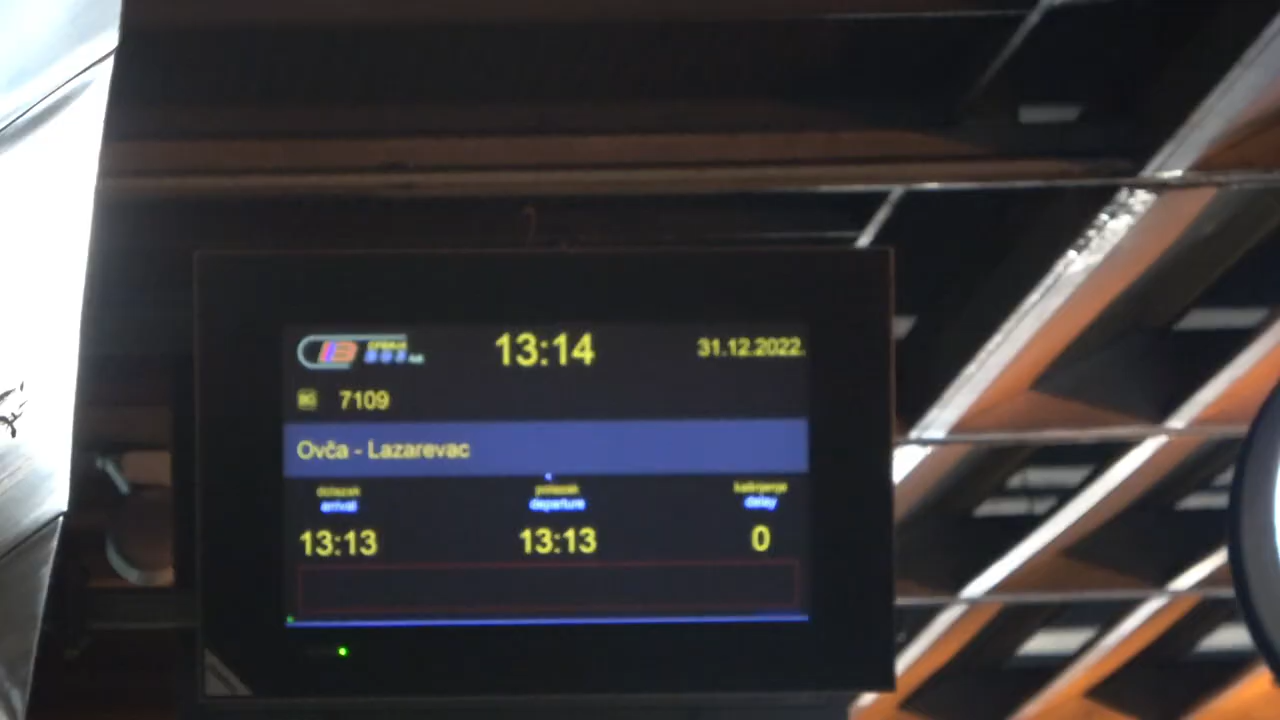 13:14 31.12.2022.
BG 7109
Ovča - Lazarevac
dolazak polazak kašnjenje
arrival departure delay
13:13 13:13 0